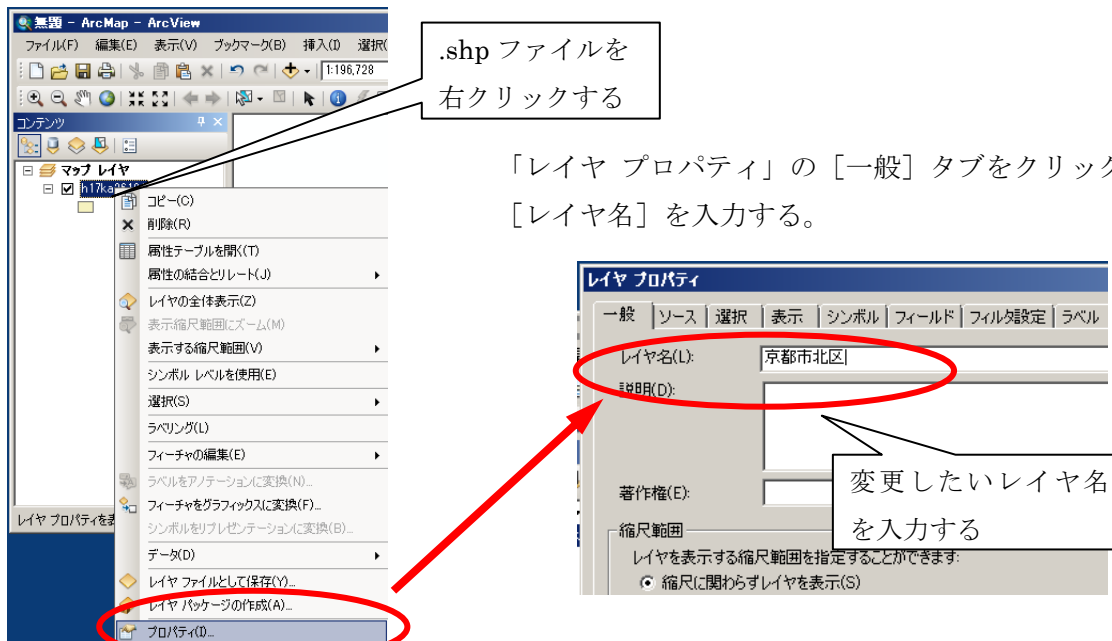 無題 - ArcMap - ArcView
ファイル(F) 編集(E) 表示(V) ブックマーク(B) 挿入(I) 選択(
1:196,728
コンテンツ
マップ レイヤ
h17ka
コピー(C)
削除(R)
属性テーブルを開く(T)
属性の結合とリレート(J)
レイヤの全体表示(Z)
表示縮尺範囲にズーム(M)
表示する縮尺範囲(V)
シンボル レベルを使用(E)
選択(S)
ラベリング(L)
フィーチャの編集(E)
ラベルをアノテーションに変換(N)...
フィーチャをグラフィックスに変換(F)...
シンボルをリプレゼンテーションに変換(B)...
データ(D)
レイヤ ファイルとして保存(Y)...
レイヤ パッケージの作成(A)...
プロパティ(I)...
レイヤ プロパティを表
.shp ファイルを
右クリックする
「レイヤ プロパティ」の［一般］タブをクリック
［レイヤ名］を入力する。
レイヤ プロパティ
一般 ソース 選択 表示 シンボル フィールド フィルタ設定 ラベル
レイヤ名(L): 京都市北区
説明(D):
変更したいレイヤ名
を入力する
著作権(E):
縮尺範囲
レイヤを表示する縮尺範囲を指定することができます:
縮尺に関わらずレイヤを表示(S)